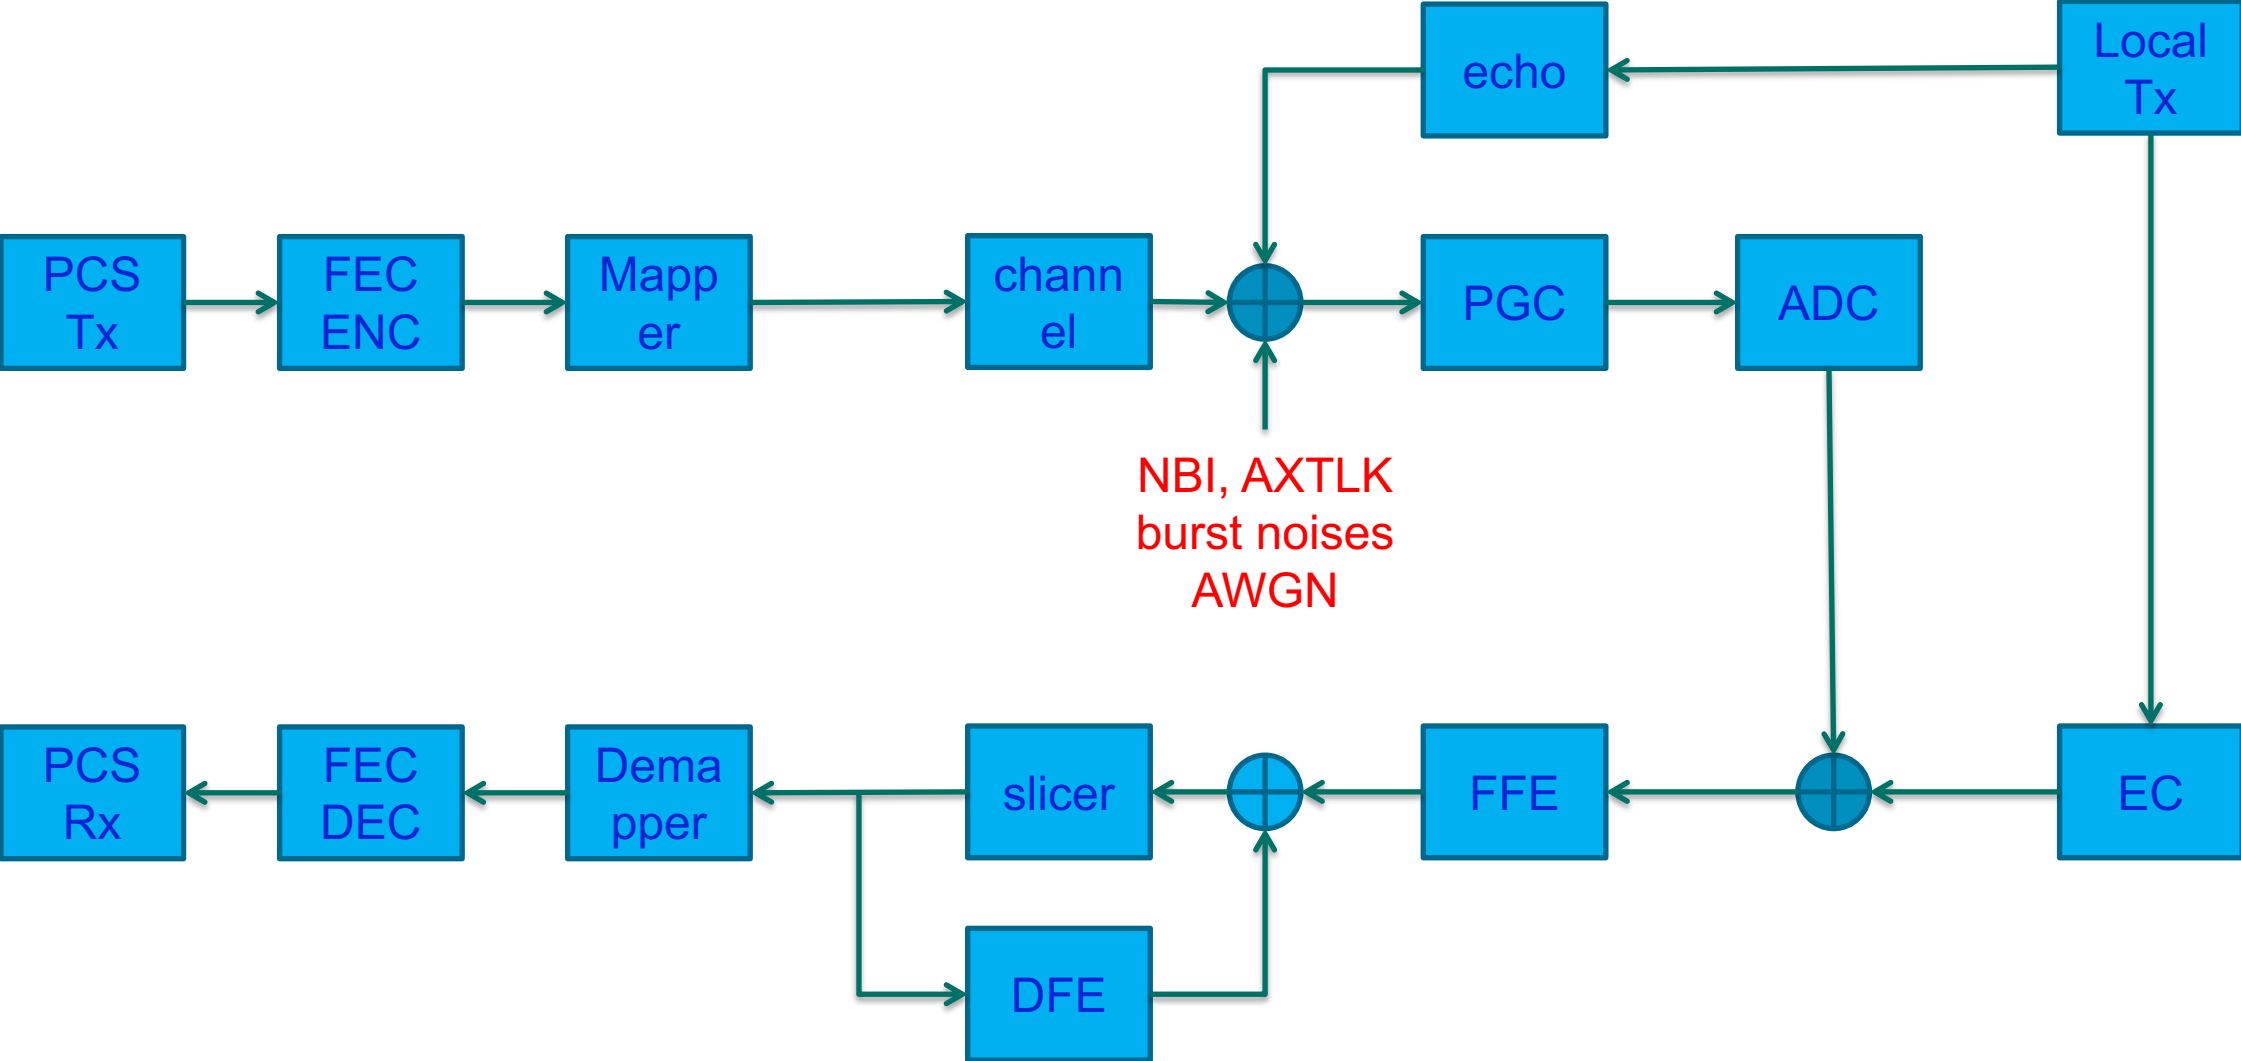 echo
Local
Tx
PCS
Tx
FEC
ENC
Mapp
er
chann
el
PGC
ADC
NBI, AXTLK
burst noises
AWGN
PCS
Rx
FEC
DEC
Dema
pper
slicer
FFE
EC
DFE